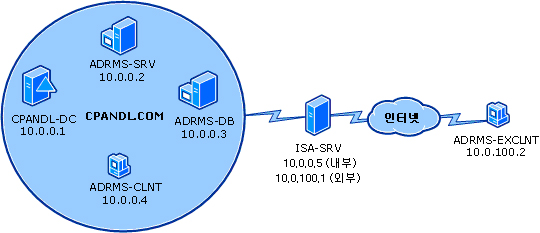 ADRMS-SRV
10.0.0.2
CPANDL-DC
10.0.0.1
CPANDL.COM
ADRMS-DB
10.0.0.3
ADRMS-CLNT
10.0.0.4
ISA-SRV
10.0.0.5 (내부)
10.0.100.1 (외부)
인터넷
ADRMS-EXCLNT
10.0.100.2